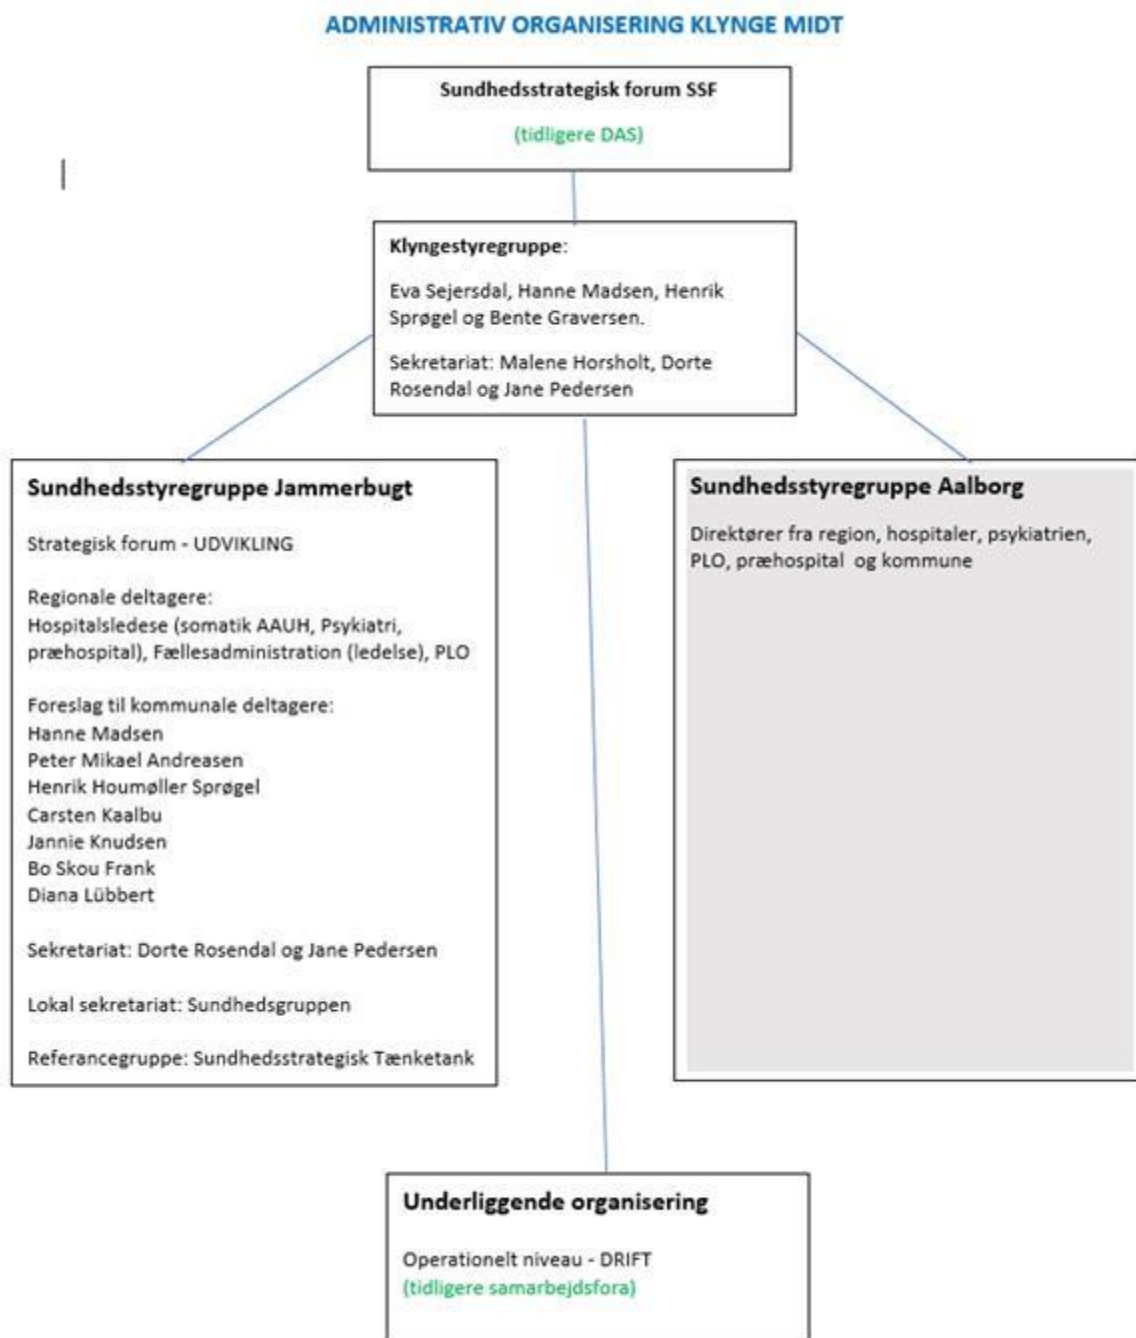 ADMINISTRATIV ORGANISERING KLYNGE MIDT
Sundhedsstrategisk forum SSF
(tidligere DAS)
Klyngestyregruppe:
Eva Sejersdal, Hanne Madsen, Henrik
Sprøgel og Bente Graversen.
Sekretariat: Malene Horsholt, Dorte
Rosendal og Jane Pedersen
Sundhedsstyregruppe Jammerbugt
Strategisk forum - UDVIKLING
Regionale deltagere:
Hospitalsledese (somatik AAUH, Psykiatri,
præhospital), Fællesadministration (ledelse), PLO
Foreslag til kommunale deltagere:
Hanne Madsen
Peter Mikael Andreasen
Henrik Houmøller Sprøgel
Carsten Kaalbu
Jannie Knudsen
Bo Skou Frank
Diana Lübbert
Sekretariat: Dorte Rosendal og Jane Pedersen
Lokal sekretariat: Sundhedsgruppen
Referancegruppe: Sundhedsstrategisk Tænketank
Sundhedsstyregruppe Aalborg
Direktører fra region, hospitaler, psykiatrien,
PLO, præhospital og kommune
Underliggende organisering
Operationelt niveau - DRIFT
(tidligere samarbejdsfora)